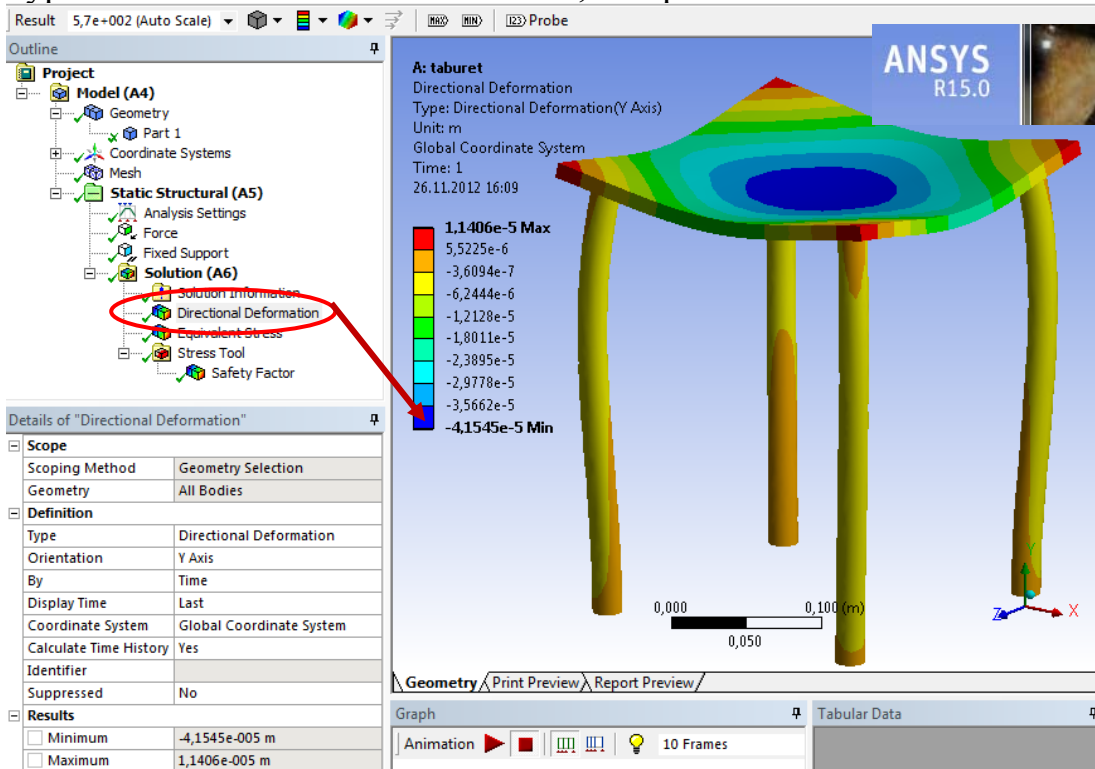 Result 5,7e+002 (Auto Scale) MAX MIN 123 Probe
Outline
Project
Model (A4)
Geometry
Part 1
Coordinate Systems
Mesh
Static Structural (A5)
Analysis Settings
Force
Fixed Support
Solution (A6)
Solution Information
Directional Deformation
Equivalent Stress
Stress Tool
Safety Factor
Details of "Directional Deformation"
Scope
Scoping Method Geometry Selection
Geometry All Bodies
Definition
Type Directional Deformation
Orientation Y Axis
By Time
Display Time Last
Coordinate System Global Coordinate System
Calculate Time History Yes
Identifier
Suppressed No
Results
Minimum -4,1545e-005 m
Maximum 1,1406e-005 m
A: taburet
Directional Deformation
Type: Directional Deformation(Y Axis)
Unit: m
Global Coordinate System
Time: 1
26.11.2012 16:09
1,1406e-5 Max
5,5225e-6
-3,6094e-7
-6,2444e-6
-1,2128e-5
-1,8011e-5
-2,3895e-5
-2,9778e-5
-3,5662e-5
-4,1545e-5 Min
ANSYS
R15.0
0,000 0,100 (m)
0,050
Y
Z X
Geometry Print Preview Report Preview
Graph
Animation 10 Frames
Tabular Data